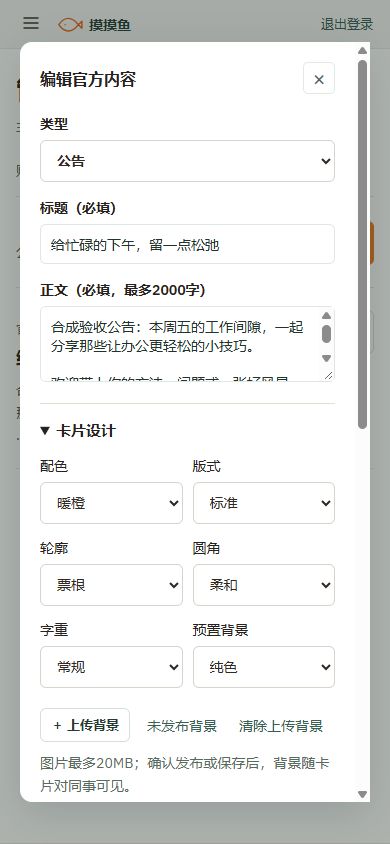 摸摸鱼
退出登录
编辑官方内容
×
类型
公告
标题（必填）
给忙碌的下午，留一点松弛
正文（必填，最多2000字）
合成验收公告：本周五的工作间隙，一起
分享那些让办公更轻松的小技巧。
▼ 卡片设计
配色
版式
暖橙
标准
轮廓
圆角
票根
柔和
字重
预置背景
常规
纯色
+ 上传背景
未发布背景
清除上传背景
图片最多20MB；确认发布或保存后，背景随卡
片对同事可见。